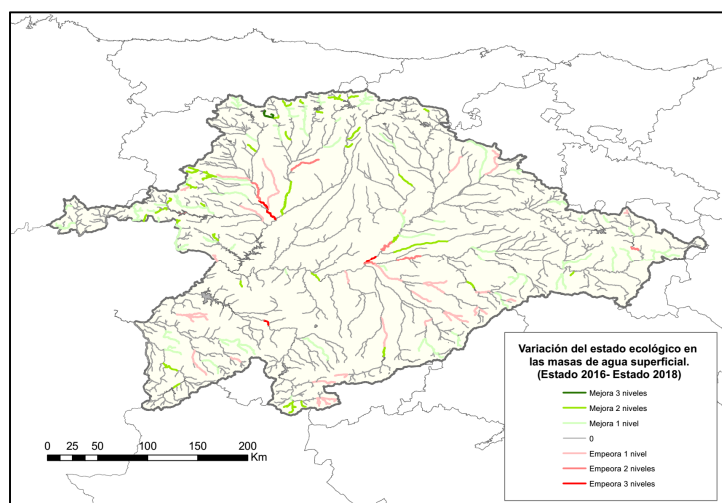 Variación del estado ecológico en
las masas de agua superficial.
(Estado 2016- Estado 2018)
Mejora 3 niveles
Mejora 2 niveles
Mejora 1 nivel
0
Empeora 1 nivel
Empeora 2 niveles
Empeora 3 niveles
0 25 50 100 150 200
Km